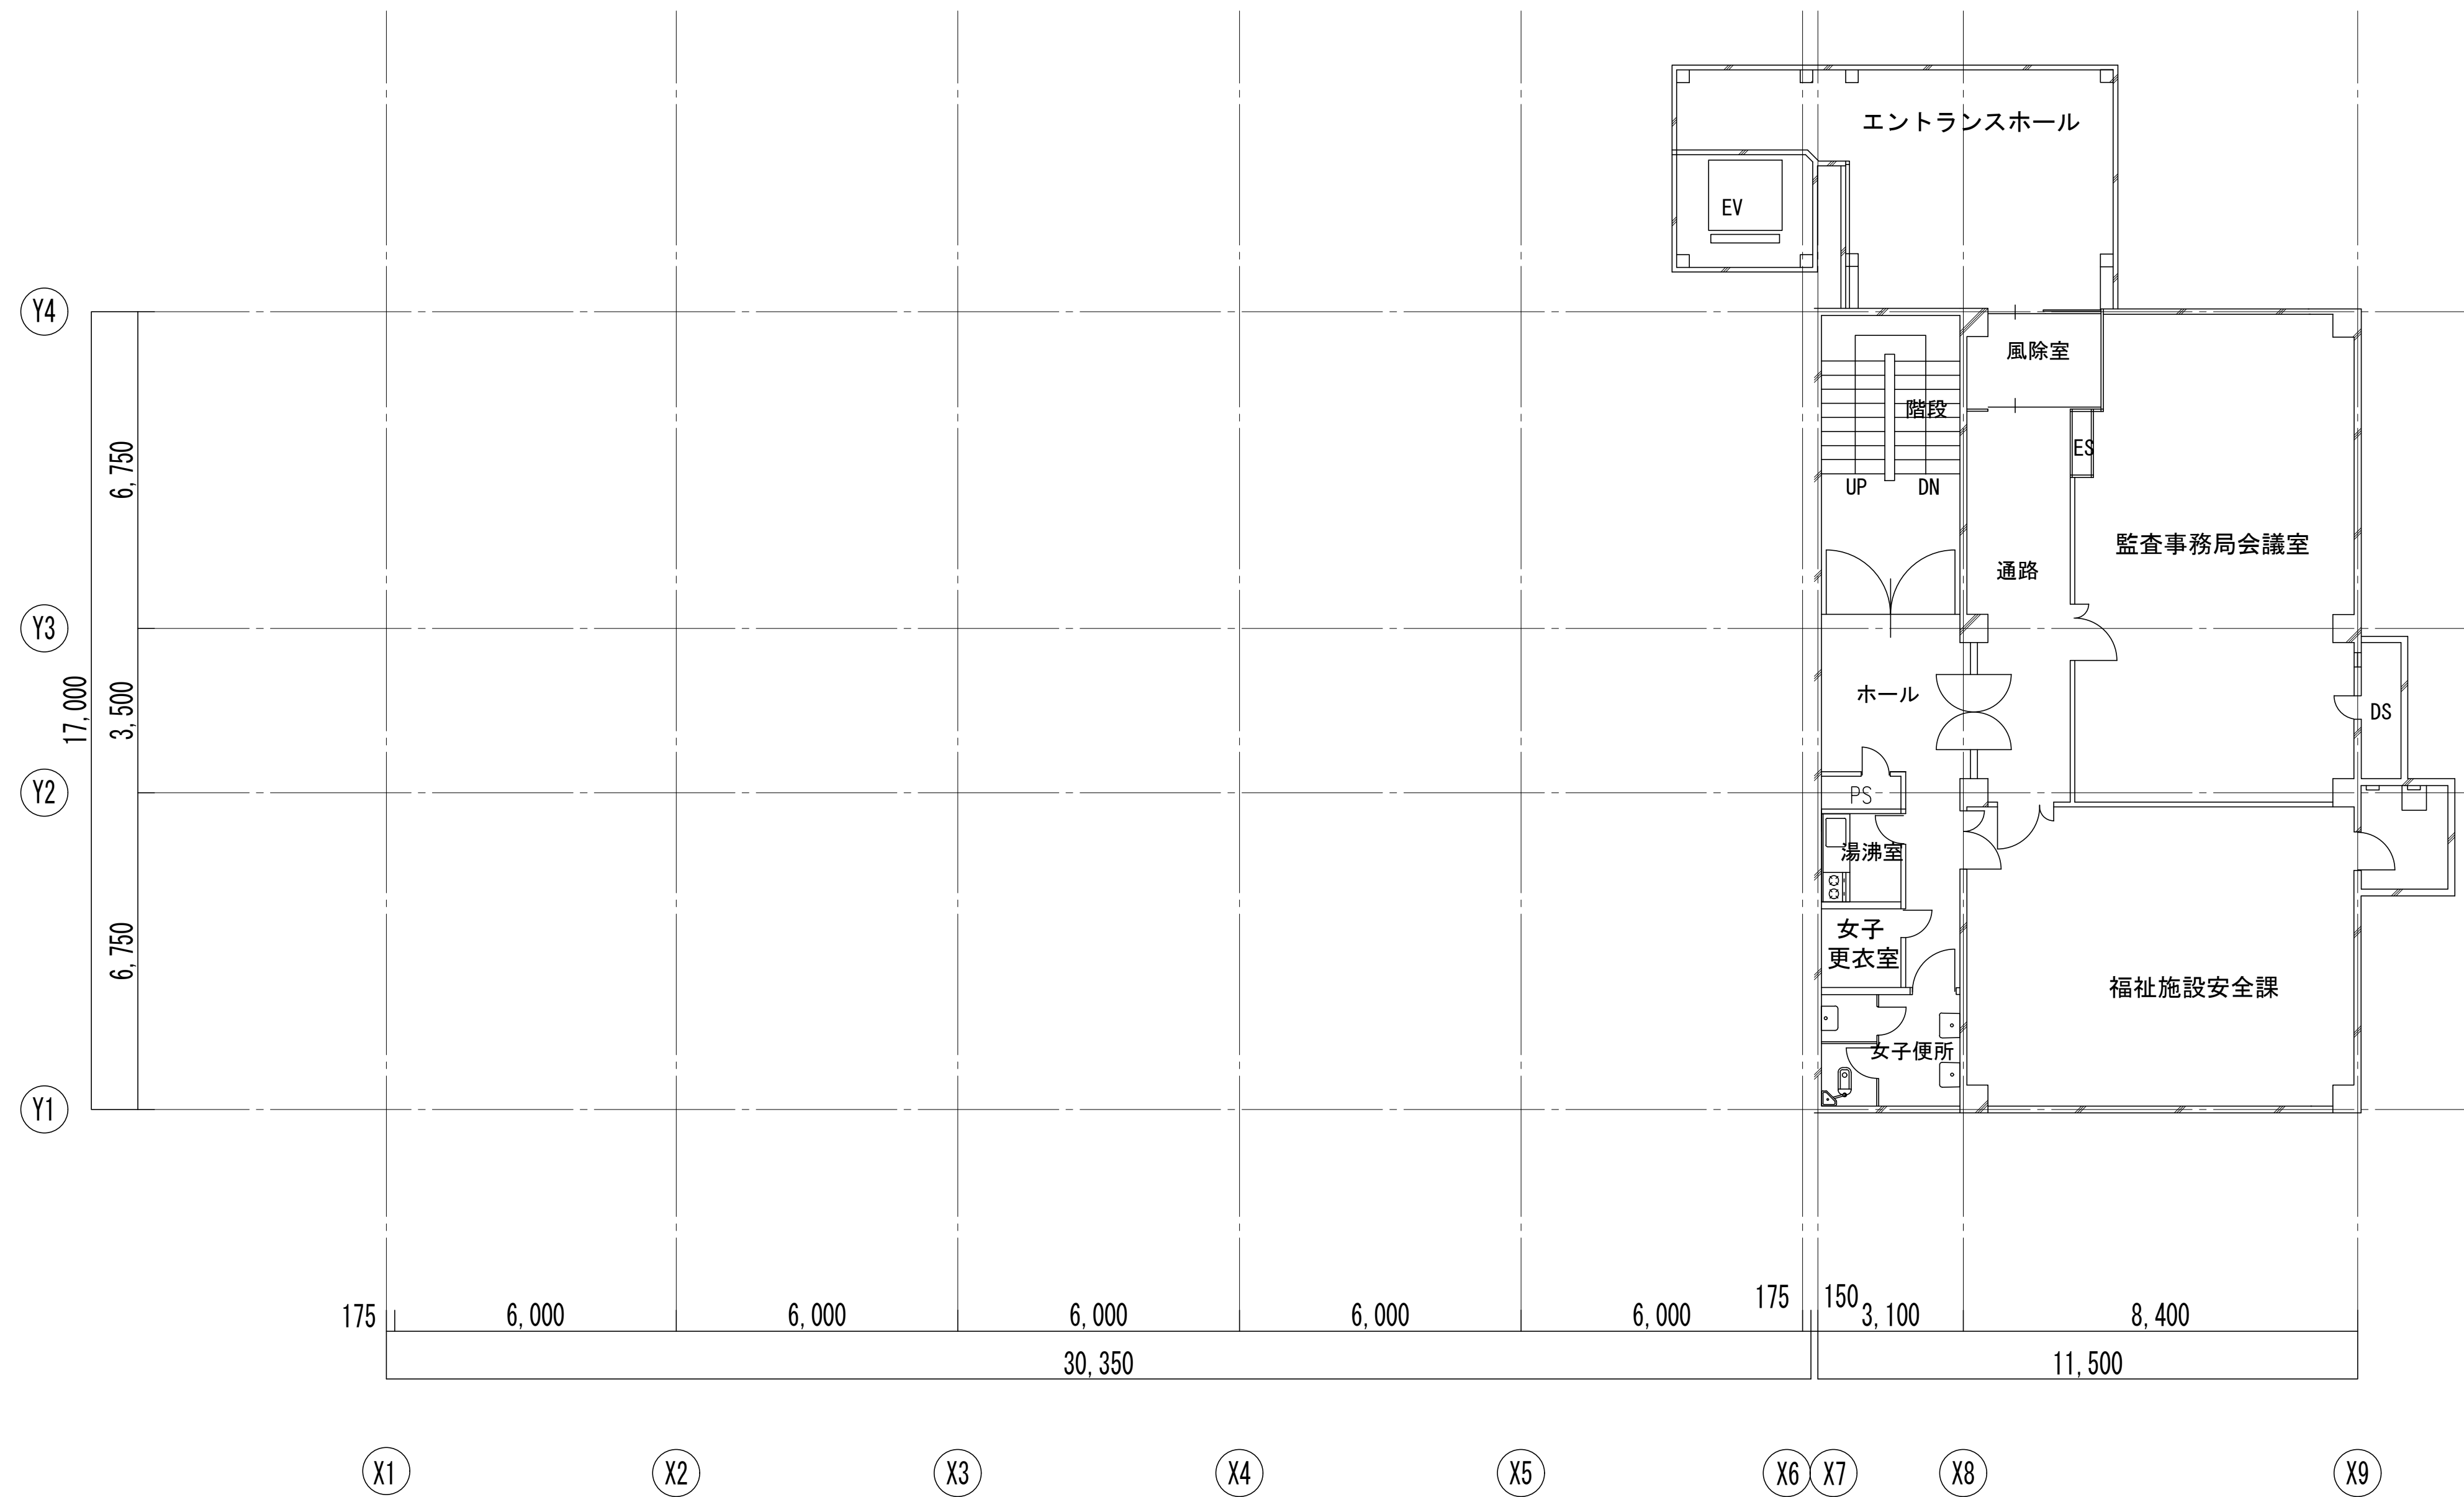 エントランスホール
EV
Y4
風除室
階段
ES
6,750
UP
DN
監査事務局会議室
通路
Y3
17,000
3,500
ホール
DS
Y2
PS
湯沸室
女子
更衣室
6,750
福祉施設安全課
女子便所
Y1
175
6,000
6,000
6,000
6,000
6,000
175
150
3,100
8,400
30,350
11,500
X1
X2
X3
X4
X5
X6
X7
X8
X9